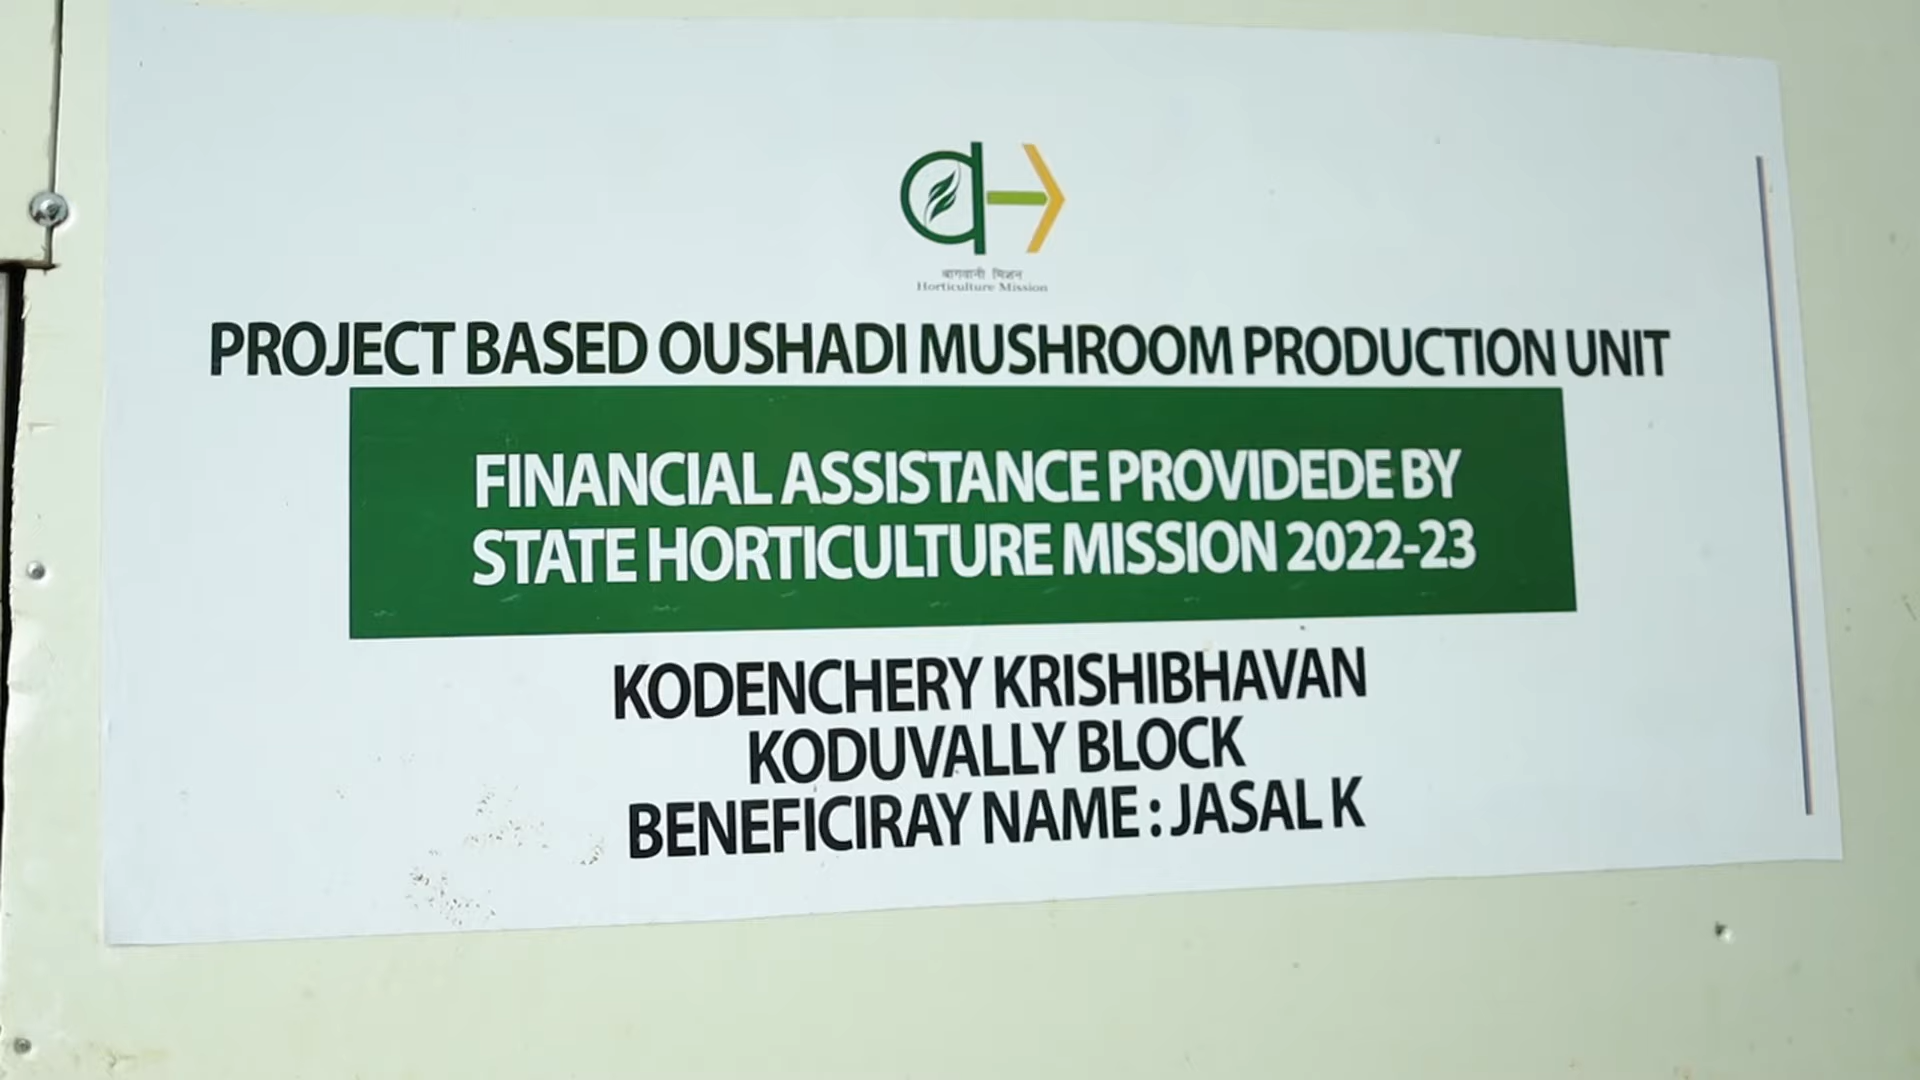 बागवानी मिशन
Horticulture Mission
PROJECT BASED OUSHADI MUSHROOM PRODUCTION UNIT
FINANCIAL ASSISTANCE PROVIDEDE BY
STATE HORTICULTURE MISSION 2022-23
KODENCHERY KRISHIBHAVAN
KODUVALLY BLOCK
BENEFICIRAY NAME : JASAL K